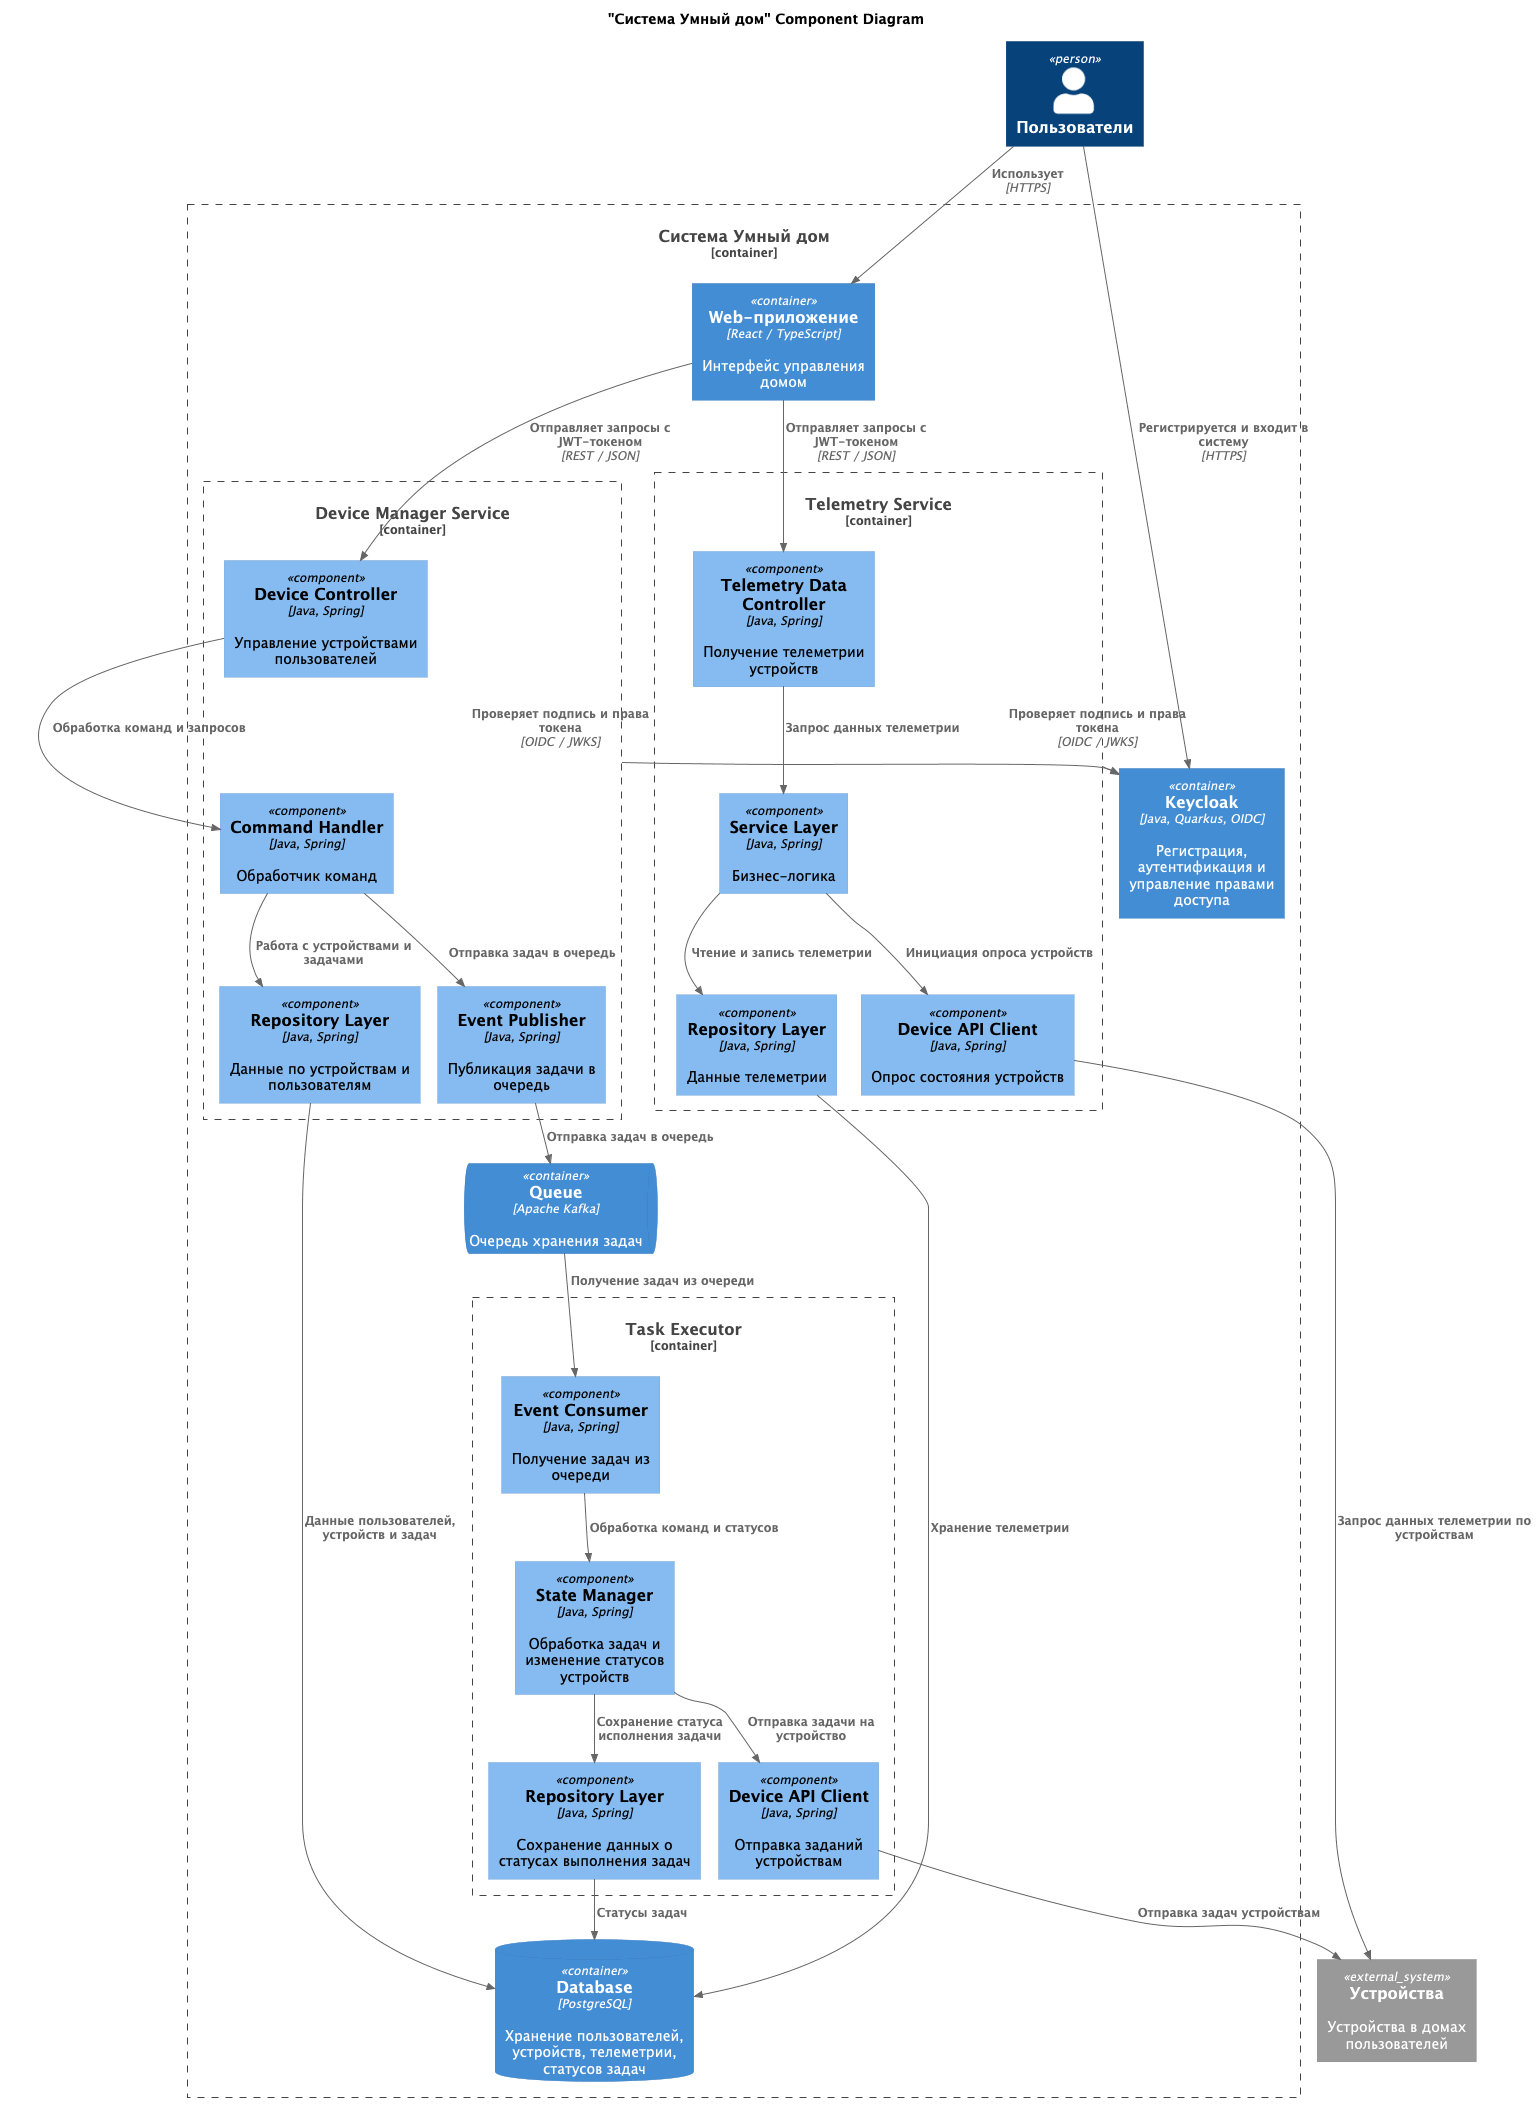 "Система Умный дом" Component Diagram
«person»
Пользователи
Использует
[HTTPS]
Система Умный дом
[container]
«container»
Web-приложение
[React / TypeScript]
Интерфейс управления
домом
Отправляет запросы с
JWT-токеном
[REST / JSON]
Отправляет запросы с
JWT-токеном
[REST / JSON]
Регистрируется и входит в
систему
[HTTPS]
Device Manager Service
[container]
Telemetry Service
[container]
«component»
Device Controller
[Java, Spring]
Управление устройствами
пользователей
«component»
Telemetry Data
Controller
[Java, Spring]
Получение телеметрии
устройств
Обработка команд и запросов
Проверяет подпись и права
токена
[OIDC / JWKS]
Запрос данных телеметрии
Проверяет подпись и права
токена
[OIDC / JWKS]
«component»
Command Handler
[Java, Spring]
Обработчик команд
«component»
Service Layer
[Java, Spring]
Бизнес-логика
«container»
Keycloak
[Java, Quarkus, OIDC]
Регистрация,
аутентификация и
управление правами
доступа
Работа с устройствами и
задачами
Отправка задач в очередь
Чтение и запись телеметрии
Инициация опроса устройств
«component»
Repository Layer
[Java, Spring]
Данные по устройствам и
пользователям
«component»
Event Publisher
[Java, Spring]
Публикация задачи в
очередь
«component»
Repository Layer
[Java, Spring]
Данные телеметрии
«component»
Device API Client
[Java, Spring]
Опрос состояния устройств
Отправка задач в очередь
«container»
Queue
[Apache Kafka]
Очередь хранения задач
Получение задач из очереди
Task Executor
[container]
«component»
Event Consumer
[Java, Spring]
Получение задач из
очереди
Данные пользователей,
устройств и задач
Обработка команд и статусов
Хранение телеметрии
Запрос данных телеметрии по
устройствам
«component»
State Manager
[Java, Spring]
Обработка задач и
изменение статусов
устройств
Сохранение статуса
исполнения задачи
Отправка задачи на
устройство
«component»
Repository Layer
[Java, Spring]
Сохранение данных о
статусах выполнения задач
«component»
Device API Client
[Java, Spring]
Отправка заданий
устройствам
Статусы задач
Отправка задач устройствам
«container»
Database
[PostgreSQL]
Хранение пользователей,
устройств, телеметрии,
статусов задач
«external_system»
Устройства
Устройства в домах
пользователей